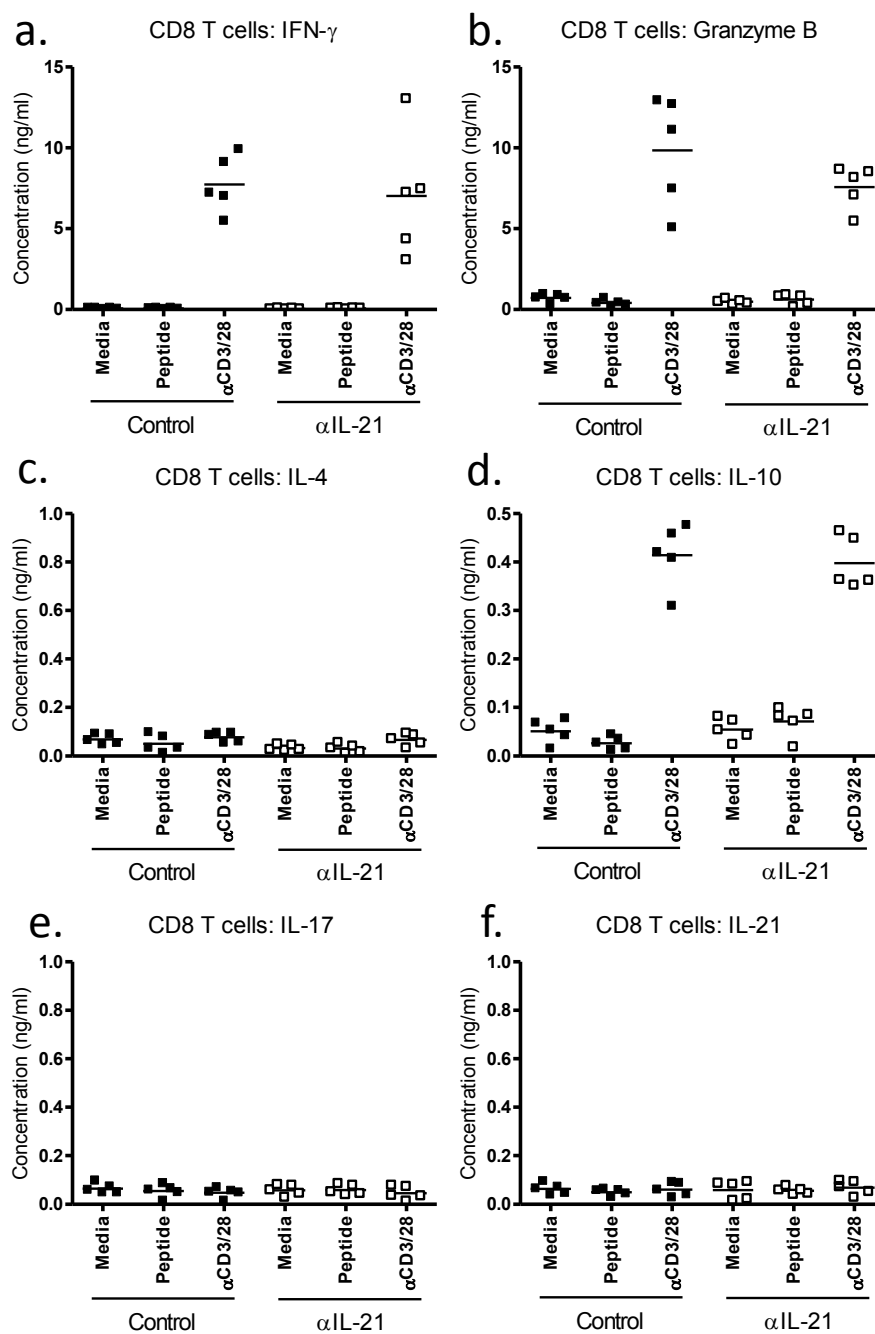 a. CD8 T cells: IFN-γ
Concentration (ng/ml)
15
10
5
0
Media Peptide αCD3/28 Media Peptide αCD3/28
Control αIL-21
b. CD8 T cells: Granzyme B
Concentration (ng/ml)
15
10
5
0
Media Peptide αCD3/28 Media Peptide αCD3/28
Control αIL-21
c. CD8 T cells: IL-4
Concentration (ng/ml)
1.0
0.8
0.6
0.4
0.2
0.0
Media Peptide αCD3/28 Media Peptide αCD3/28
Control αIL-21
d. CD8 T cells: IL-10
Concentration (ng/ml)
0.5
0.4
0.3
0.2
0.1
0.0
Media Peptide αCD3/28 Media Peptide αCD3/28
Control αIL-21
e. CD8 T cells: IL-17
Concentration (ng/ml)
1.0
0.8
0.6
0.4
0.2
0.0
Media Peptide αCD3/28 Media Peptide αCD3/28
Control αIL-21
f. CD8 T cells: IL-21
Concentration (ng/ml)
1.0
0.8
0.6
0.4
0.2
0.0
Media Peptide αCD3/28 Media Peptide αCD3/28
Control αIL-21